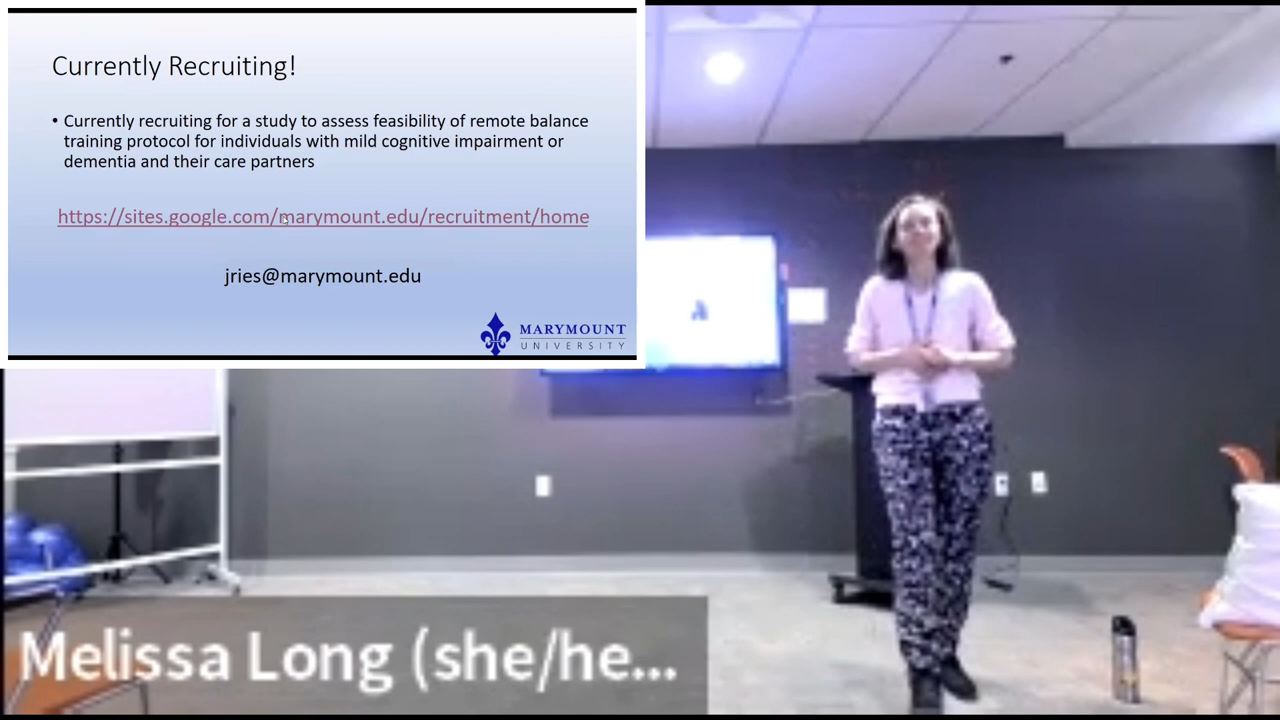 Currently Recruiting!
• Currently recruiting for a study to assess feasibility of remote balance
training protocol for individuals with mild cognitive impairment or
dementia and their care partners
https://sites.google.com/marymount.edu/recruitment/home
jries@marymount.edu
MARYMOUNT
UNIVERSITY
Melissa Long (she/he...